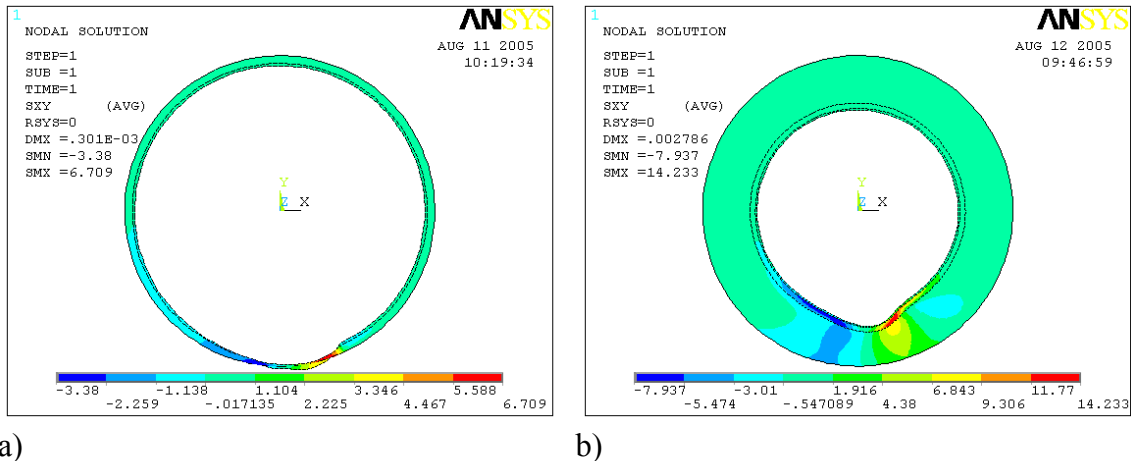 1
ANSYS
NODAL SOLUTION
AUG 11 2005
10:19:34
STEP=1
SUB =1
TIME=1
SXY (AVG)
RSYS=0
DMX =.301E-03
SMN =-3.38
SMX =6.709
Y
Z X
-3.38 -1.138 1.104 3.346 5.588
-2.259 -.017135 2.225 4.467 6.709
a)
1
ANSYS
NODAL SOLUTION
AUG 12 2005
09:46:59
STEP=1
SUB =1
TIME=1
SXY (AVG)
RSYS=0
DMX =.002786
SMN =-7.937
SMX =14.233
Y
Z X
-7.937 -3.01 1.916 6.843 11.77
-5.474 -.547089 4.38 9.306 14.233
b)